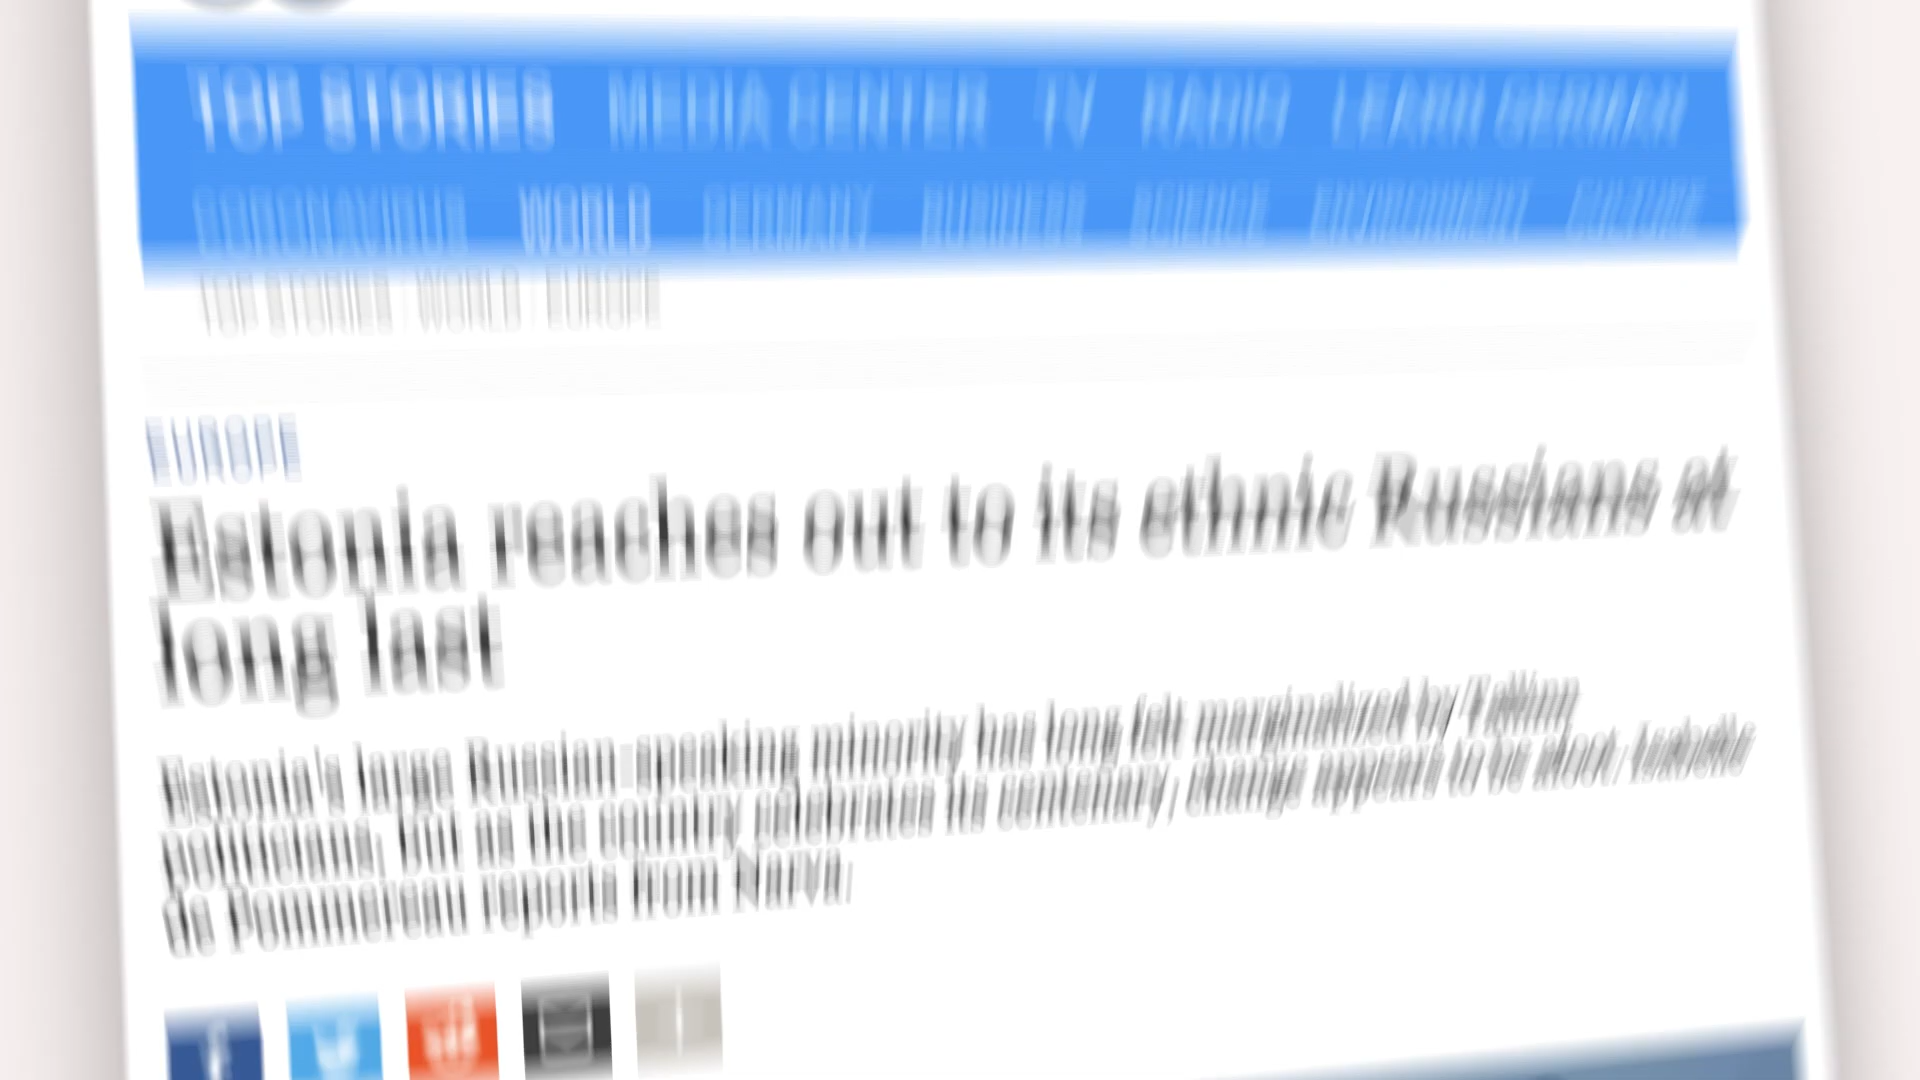 TOP STORIES MEDIA CENTER TV RADIO LEARN GERMAN
CORONAVIRUS WORLD GERMANY BUSINESS SCIENCE ENVIRONMENT CULTURE
TOP STORIES WORLD EUROPE
EUROPE
Estonia reaches out to its ethnic Russians at
long last
Estonia's large Russian-speaking minority has long felt marginalized by Tallinn
politicians. But as the country celebrates its centenary, change appears to be afoot. Isabelle
de Pommereau reports from Narva.